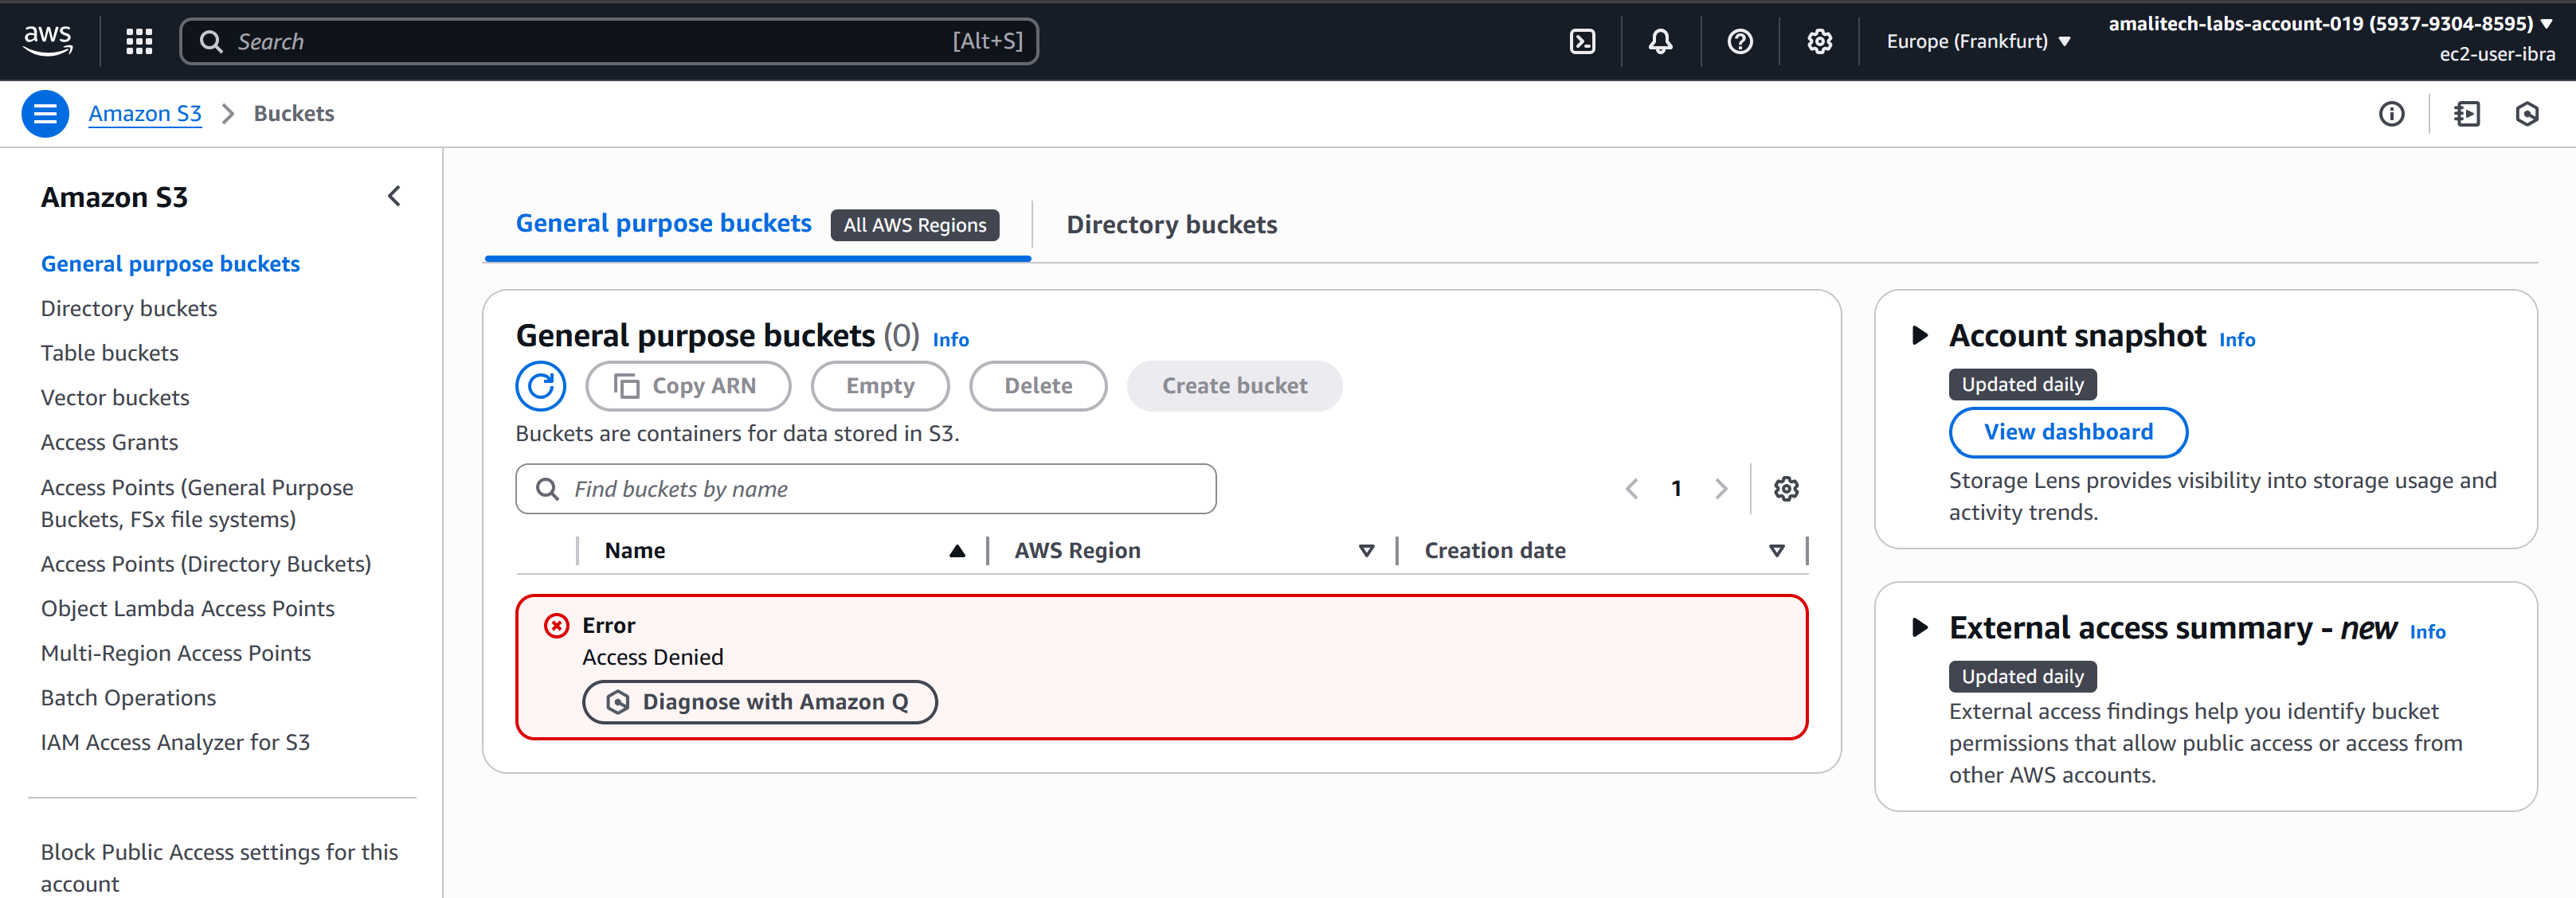 aws
Search
[Alt+S]
Europe (Frankfurt)
amalitech-labs-account-019 (5937-9304-8595)
ec2-user-ibra
Amazon S3
Buckets
Amazon S3
General purpose buckets
Directory buckets
Table buckets
Vector buckets
Access Grants
Access Points (General Purpose
Buckets, FSx file systems)
Access Points (Directory Buckets)
Object Lambda Access Points
Multi-Region Access Points
Batch Operations
IAM Access Analyzer for S3
Block Public Access settings for this
account
General purpose buckets All AWS Regions
Directory buckets
General purpose buckets (0) Info
Copy ARN
Empty
Delete
Create bucket
Buckets are containers for data stored in S3.
Find buckets by name
1
Name
AWS Region
Creation date
Error
Access Denied
Diagnose with Amazon Q
Account snapshot Info
Updated daily
View dashboard
Storage Lens provides visibility into storage usage and
activity trends.
External access summary - new Info
Updated daily
External access findings help you identify bucket
permissions that allow public access or access from
other AWS accounts.